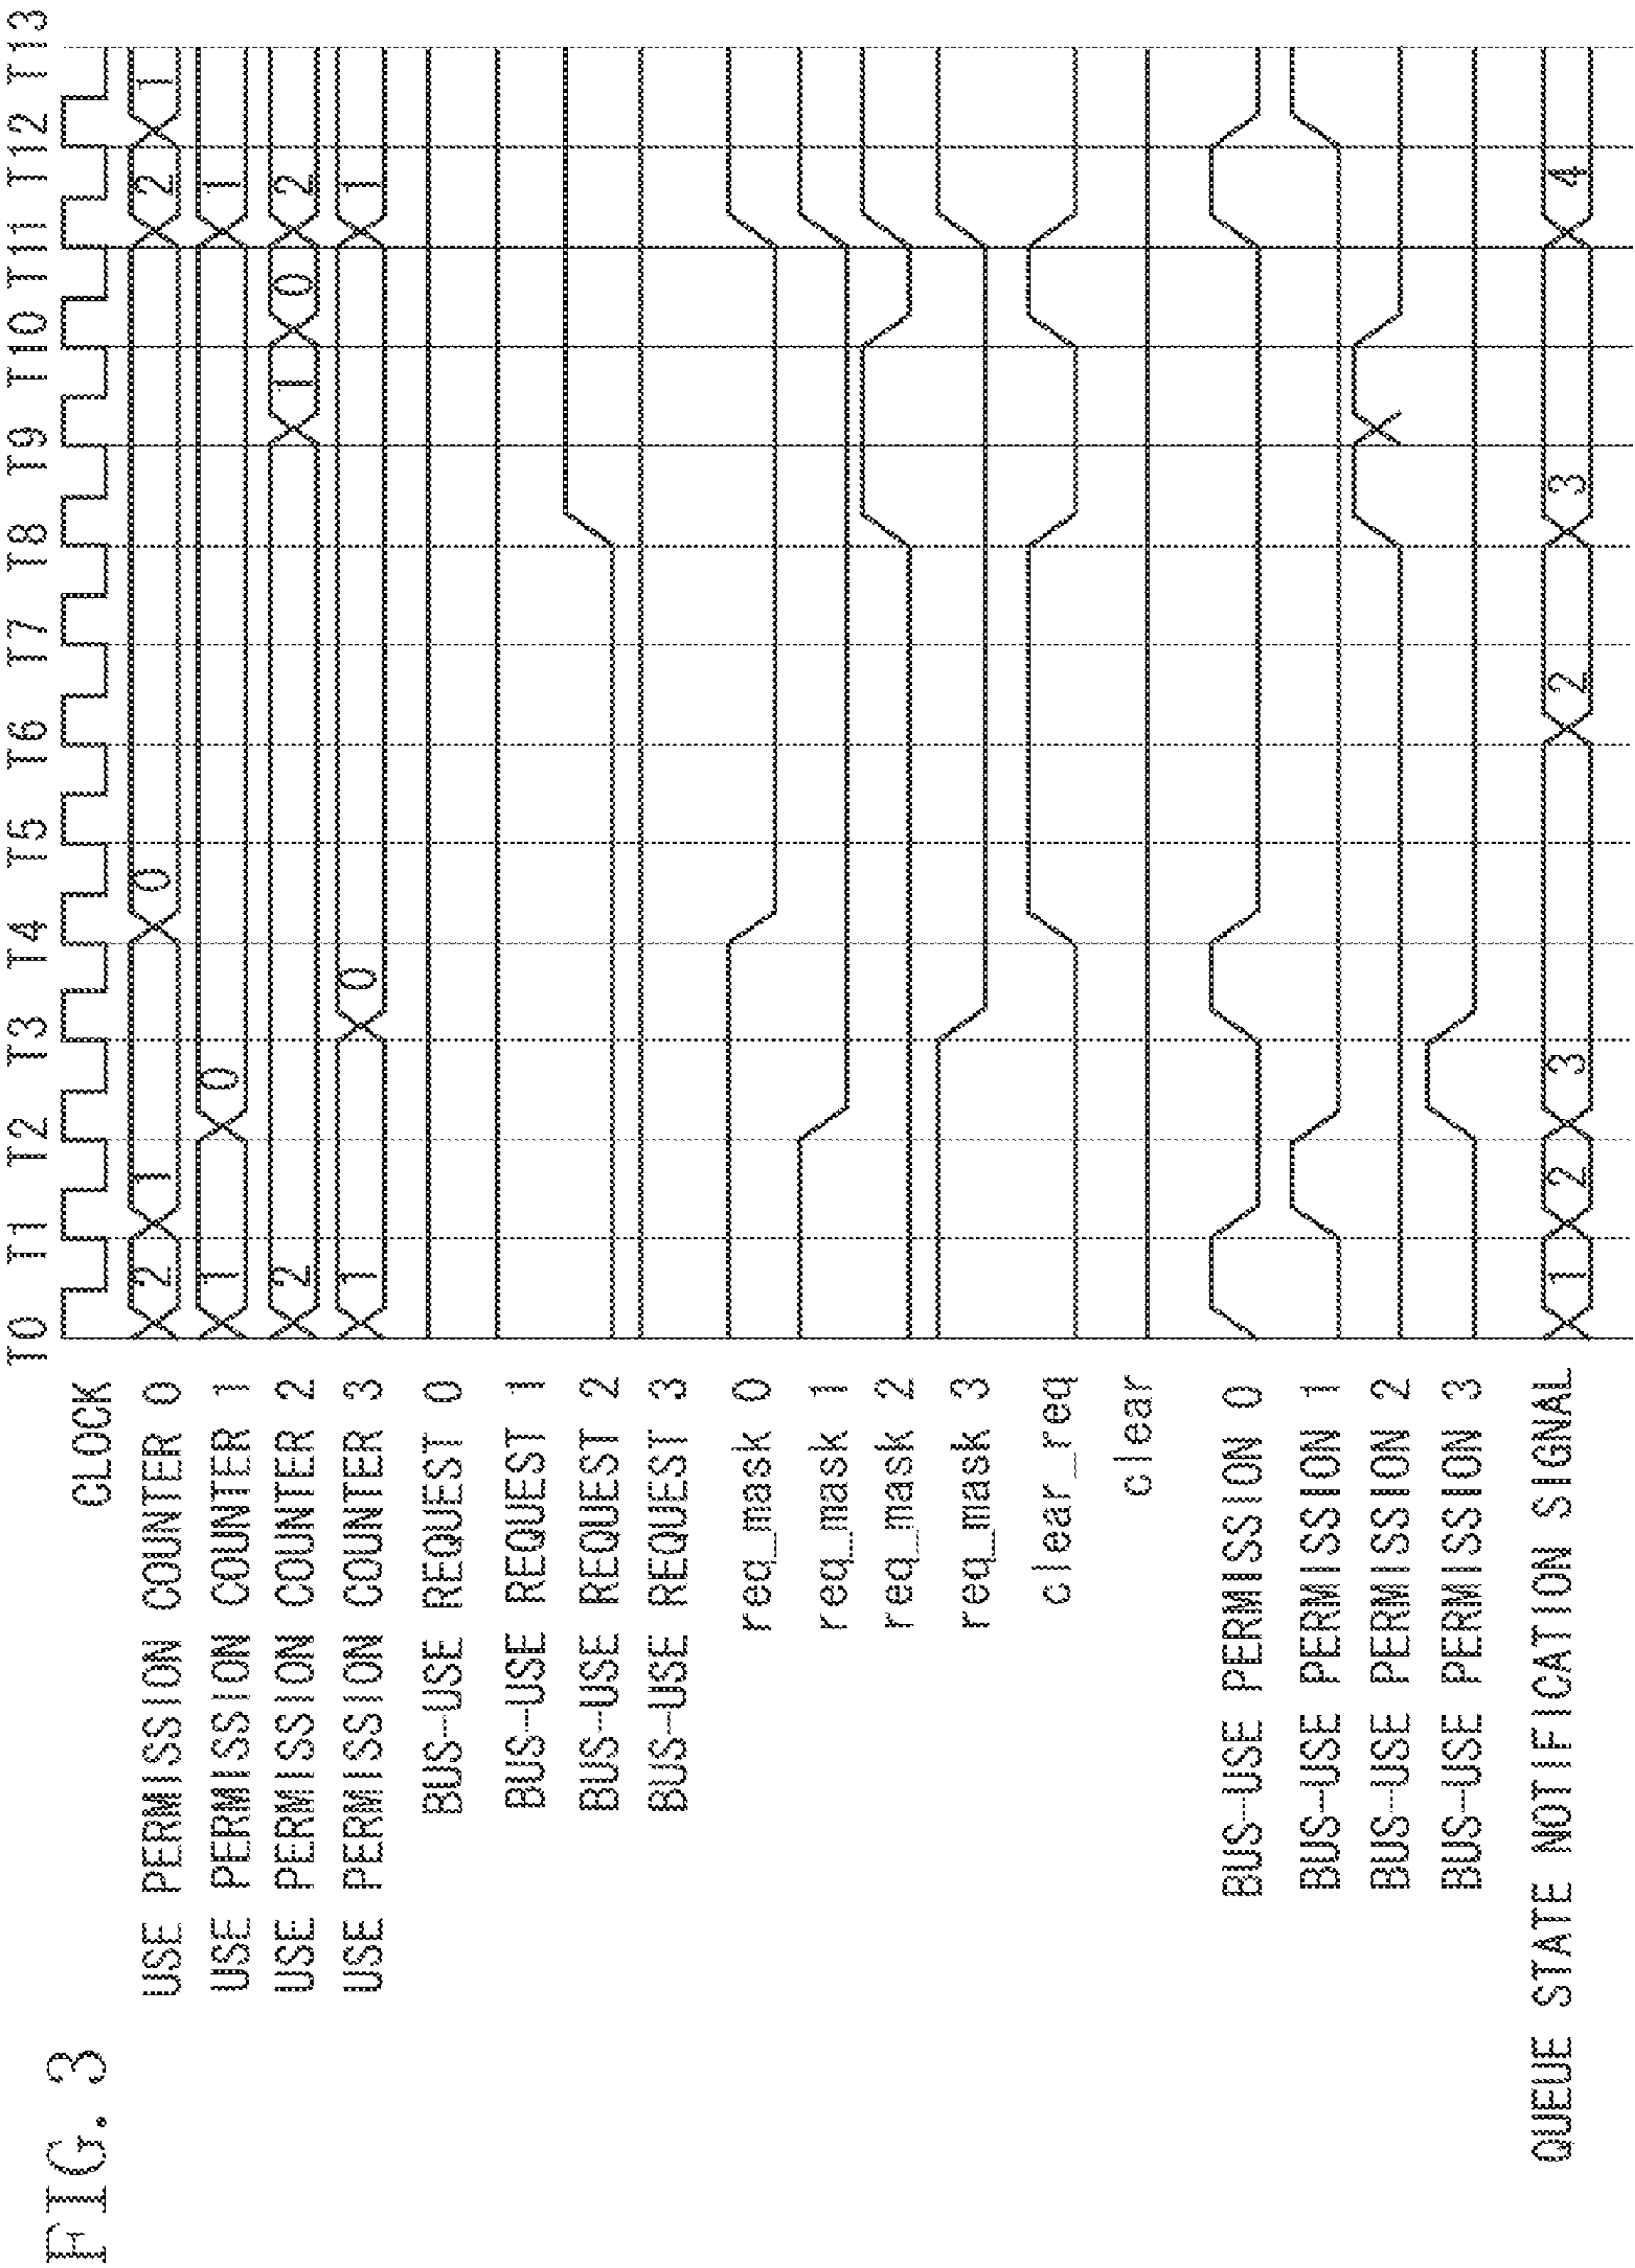 FIG. 3
T0 T1 T2 T3 T4 T5 T6 T7 T8 T9 T10 T11 T12 T13
CLOCK
USE PERMISSION COUNTER 0 2 1 0 2 1
USE PERMISSION COUNTER 1 1 0 1
USE PERMISSION COUNTER 2 2 1 0 2
USE PERMISSION COUNTER 3 1 0 1
BUS-USE REQUEST 0
BUS-USE REQUEST 1
BUS-USE REQUEST 2
BUS-USE REQUEST 3
req_mask 0
req_mask 1
req_mask 2
req_mask 3
clear_req
clear
BUS-USE PERMISSION 0
BUS-USE PERMISSION 1
BUS-USE PERMISSION 2
BUS-USE PERMISSION 3
QUEUE STATE NOTIFICATION SIGNAL 1 2 3 2 3 4